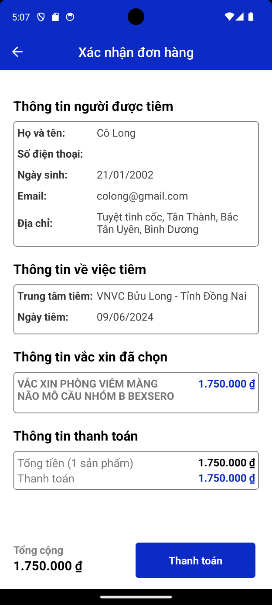 5:07
Xác nhận đơn hàng
Thông tin người được tiêm
Họ và tên: Cô Long
Số điện thoại:
Ngày sinh: 21/01/2002
Email: colong@gmail.com
Địa chỉ: Tuyệt tinh cốc, Tân Thành, Bắc
Tân Uyên, Bình Dương
Thông tin về việc tiêm
Trung tâm tiêm: VNVC Bửu Long - Tỉnh Đồng Nai
Ngày tiêm: 09/06/2024
Thông tin vắc xin đã chọn
VẮC XIN PHÒNG VIÊM MÀNG 1.750.000 ₫
NÃO MÔ CẦU NHÓM B BEXSERO
Thông tin thanh toán
Tổng tiền (1 sản phẩm) 1.750.000 ₫
Thanh toán 1.750.000 ₫
Tổng cộng
1.750.000 ₫
Thanh toán